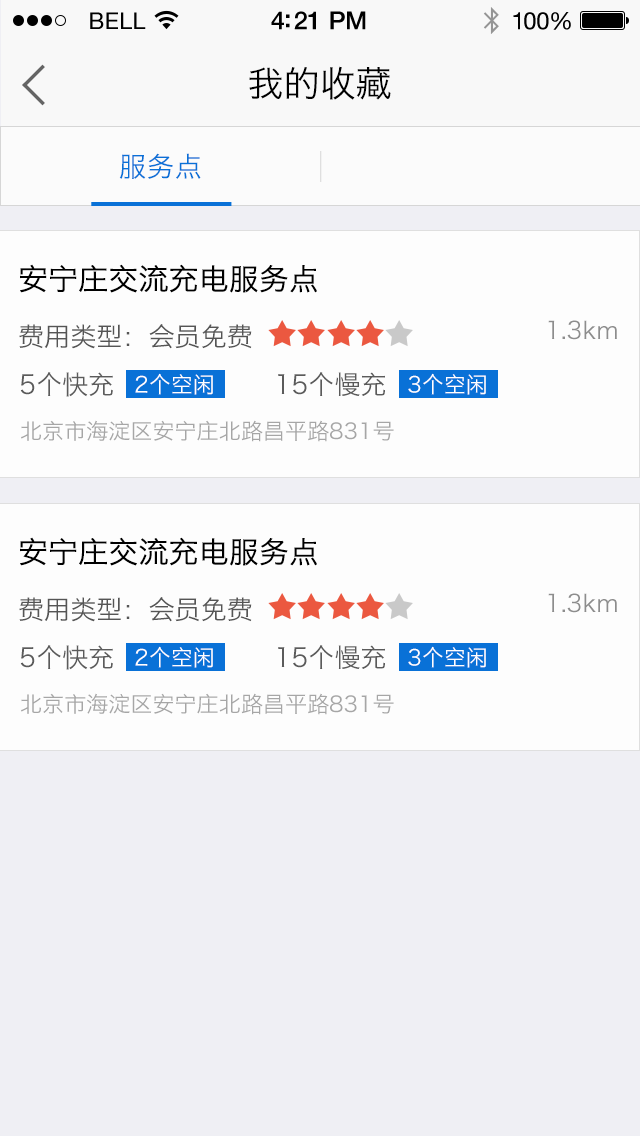 BELL 4:21 PM 100%
我的收藏
服务点
安宁庄交流充电服务点
费用类型：会员免费 1.3km
5个快充 2个空闲 15个慢充 3个空闲
北京市海淀区安宁庄北路昌平路831号
安宁庄交流充电服务点
费用类型：会员免费 1.3km
5个快充 2个空闲 15个慢充 3个空闲
北京市海淀区安宁庄北路昌平路831号